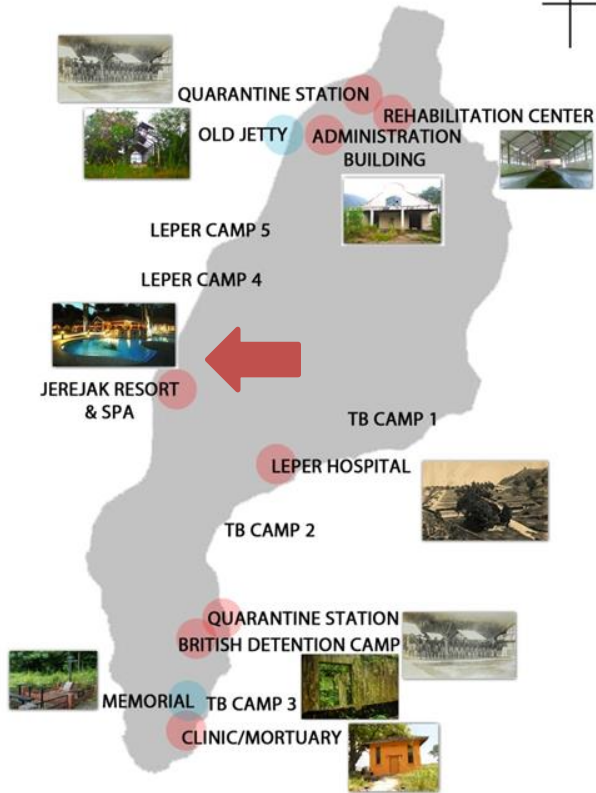 QUARANTINE STATION
REHABILITATION CENTER
OLD JETTY
ADMINISTRATION
BUILDING
LEPER CAMP 5
LEPER CAMP 4
JEREJAK RESORT
& SPA
TB CAMP 1
LEPER HOSPITAL
TB CAMP 2
QUARANTINE STATION
BRITISH DETENTION CAMP
MEMORIAL
TB CAMP 3
CLINIC/MORTUARY